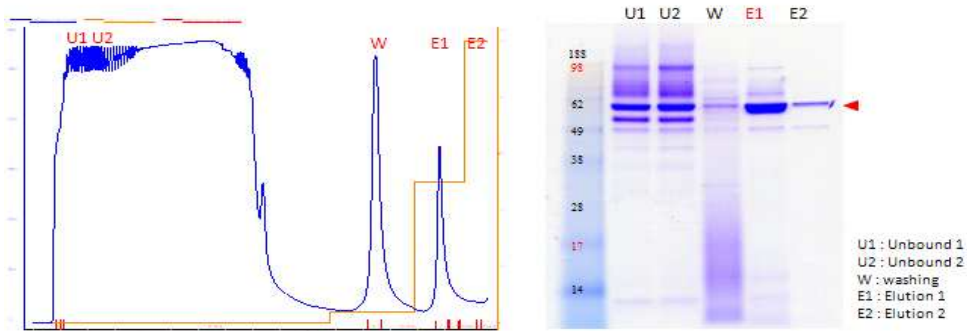 U1 U2
W
E1
E2
U1 U2 W E1 E2
188
98
62
49
38
28
17
14
U1 : Unbound 1
U2 : Unbound 2
W : washing
E1 : Elution 1
E2 : Elution 2